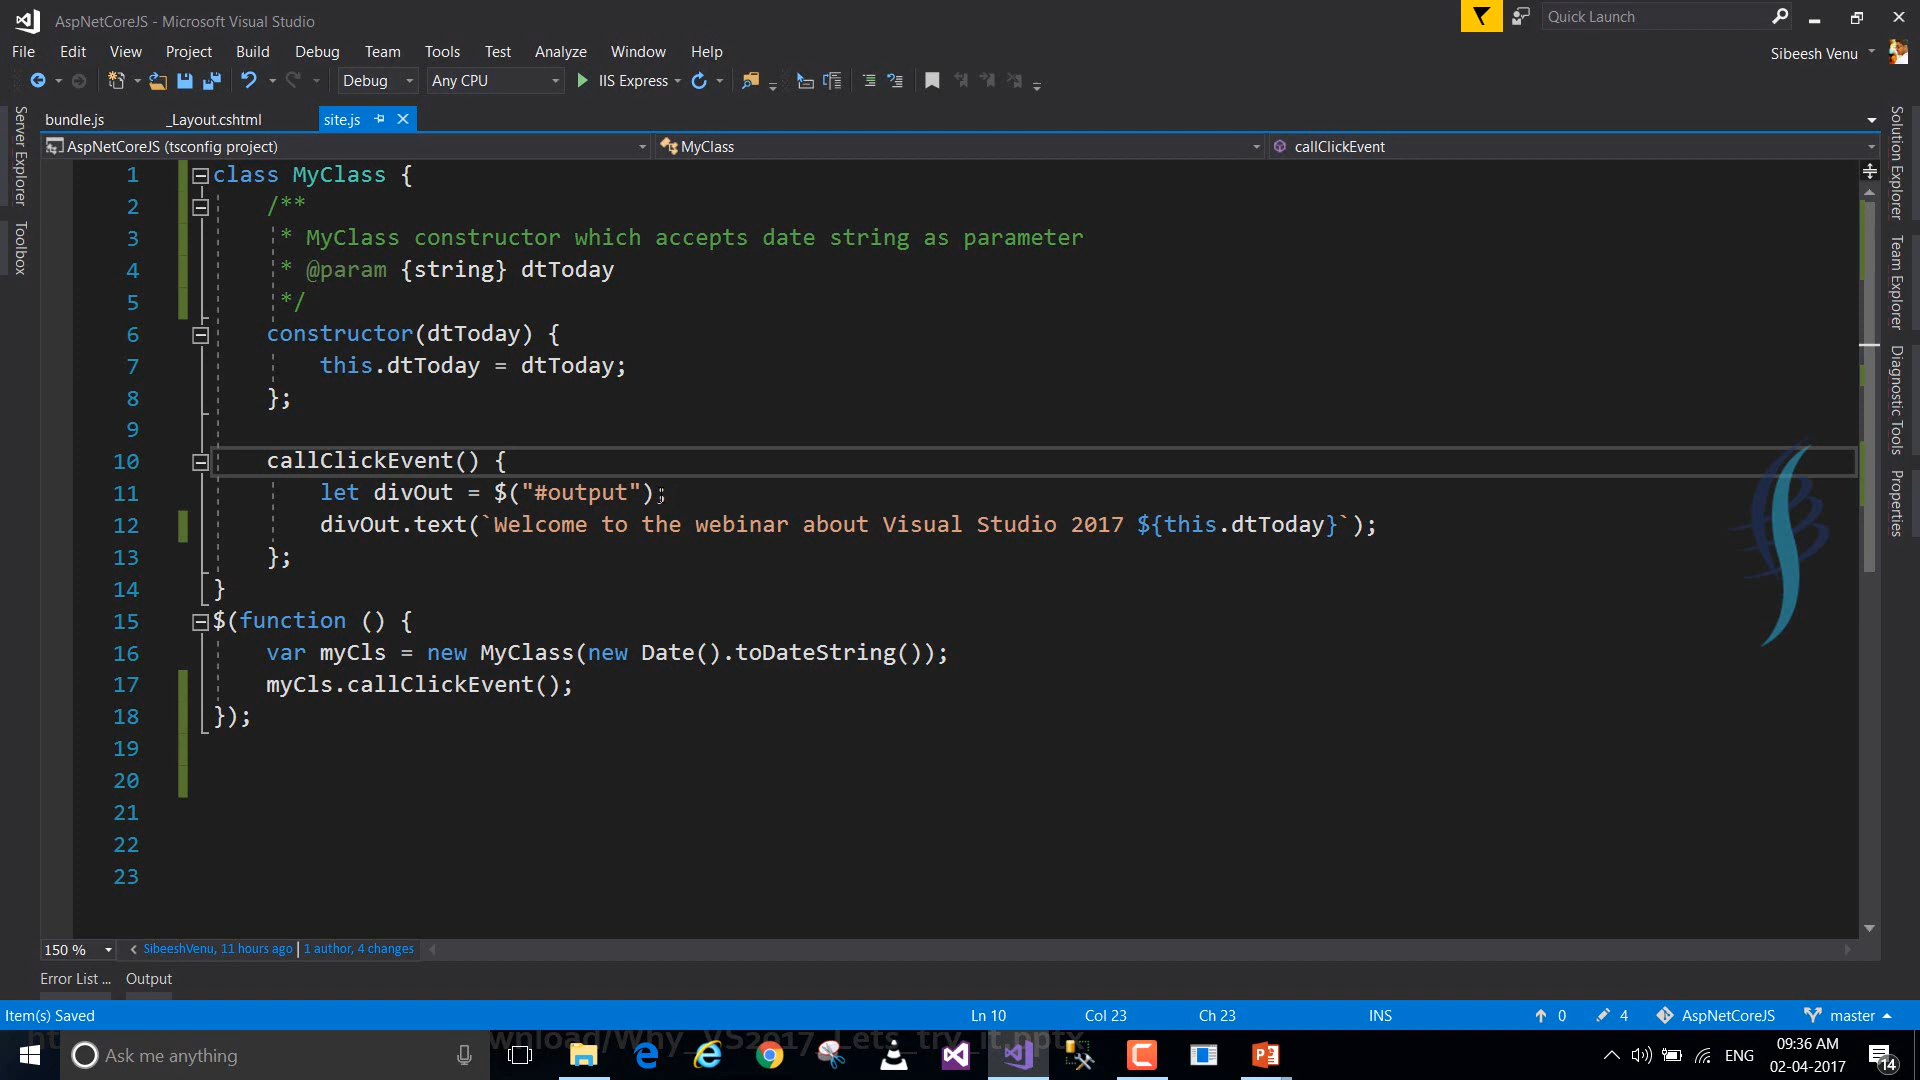 AspNetCoreJS - Microsoft Visual Studio
Quick Launch
File Edit View Project Build Debug Team Tools Test Analyze Window Help
Sibeesh Venu
Debug Any CPU IIS Express
bundle.js _Layout.cshtml site.js
AspNetCoreJS (tsconfig project) MyClass callClickEvent
Server Explorer
Toolbox
Solution Explorer
Team Explorer
Diagnostic Tools
Properties
1 class MyClass {
2 /**
3 * MyClass constructor which accepts date string as parameter
4 * @param {string} dtToday
5 */
6 constructor(dtToday) {
7 this.dtToday = dtToday;
8 };
9
10 callClickEvent() {
11 let divOut = $("#output");
12 divOut.text(`Welcome to the webinar about Visual Studio 2017 ${this.dtToday}`);
13 };
14 }
15 $(function () {
16 var myCls = new MyClass(new Date().toDateString());
17 myCls.callClickEvent();
18 });
19
20
21
22
23
150 % SibeeshVenu, 11 hours ago | 1 author, 4 changes
Error List ... Output
Item(s) Saved Ln 10 Col 23 Ch 23 INS 0 4 AspNetCoreJS master
Ask me anything
ENG 09:36 AM
02-04-2017
14